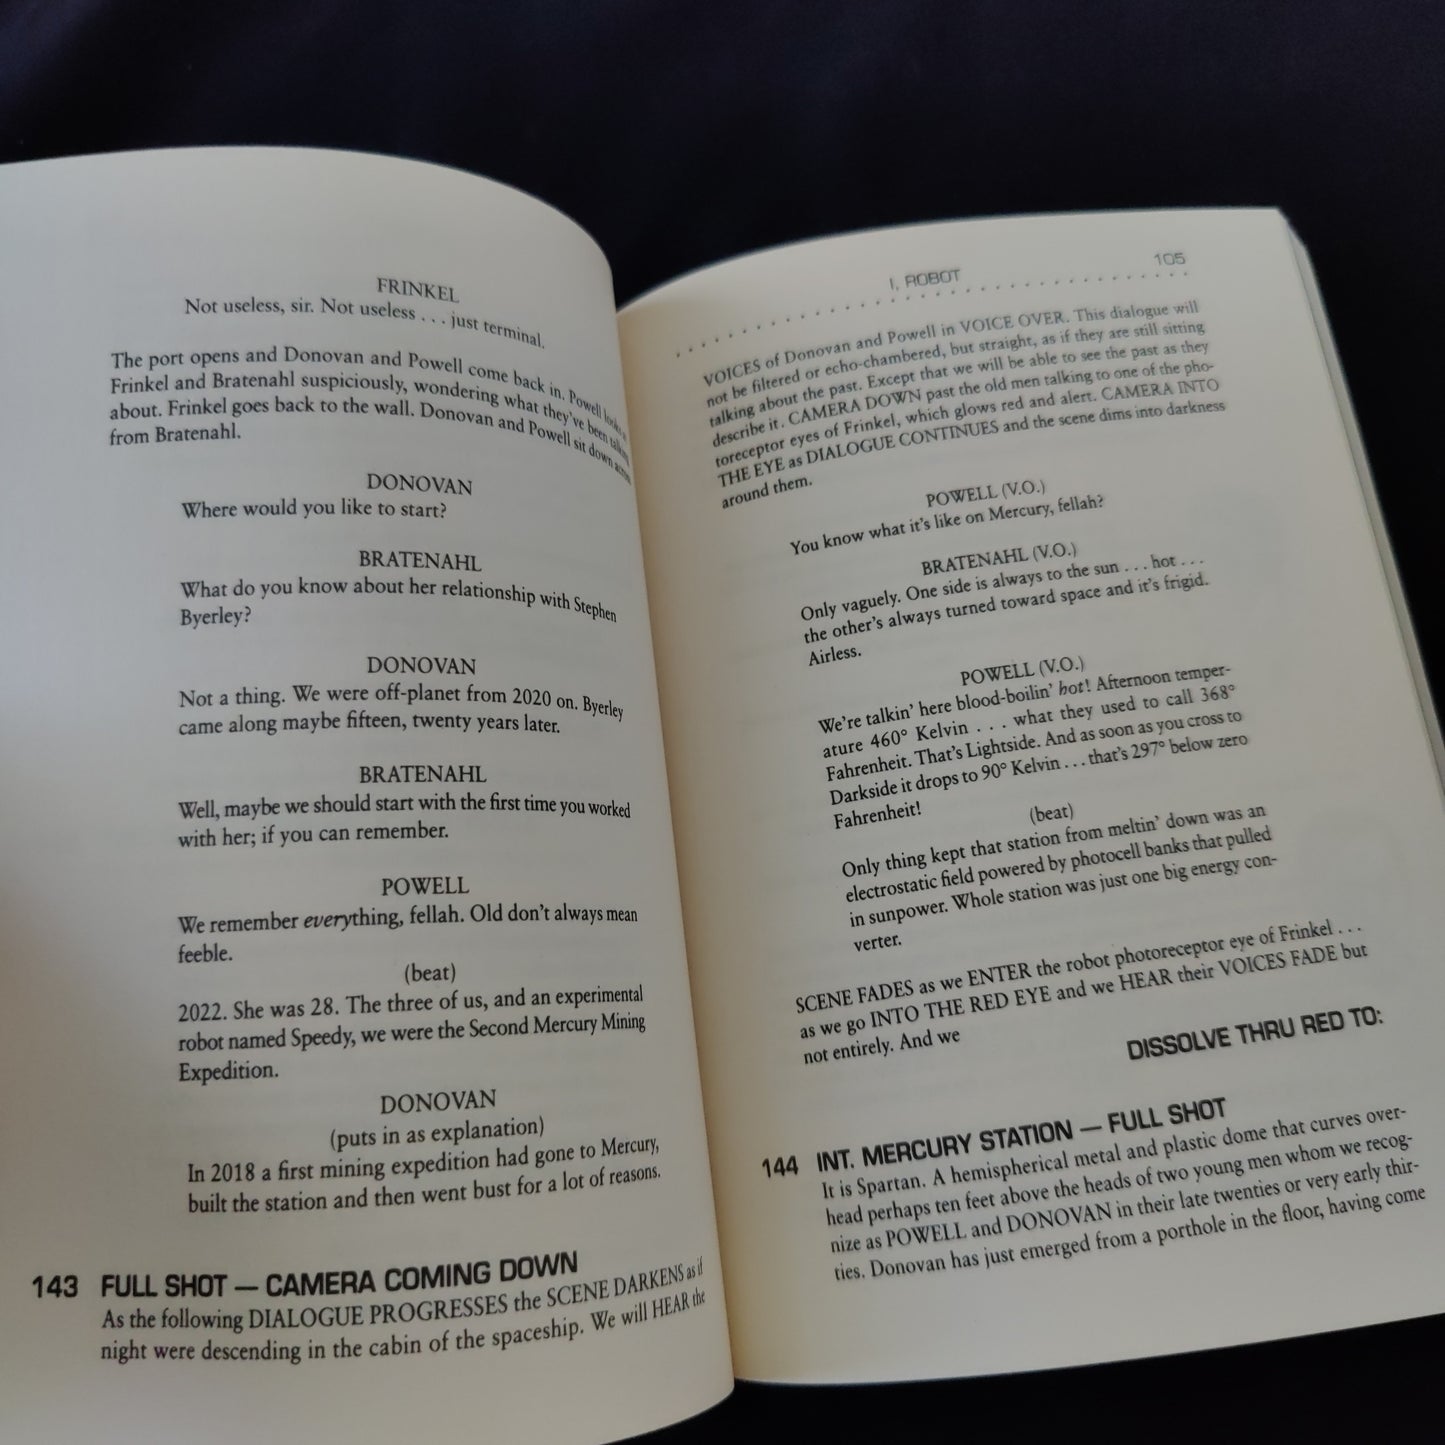 FRINKEL
Not useless, sir. Not useless . . . just terminal.
The port opens and Donovan and Powell come back in. Powell looks at
Frinkel and Bratenahl suspiciously, wondering what they've been talking
about. Frinkel goes back to the wall. Donovan and Powell sit down across
from Bratenahl.
DONOVAN
Where would you like to start?
BRATENAHL
What do you know about her relationship with Stephen
Byerley?
DONOVAN
Not a thing. We were off-planet from 2020 on. Byerley
came along maybe fifteen, twenty years later.
BRATENAHL
Well, maybe we should start with the first time you worked
with her; if you can remember.
POWELL
We remember everything, fellah. Old don't always mean
feeble.
(beat)
2022. She was 28. The three of us, and an experimental
robot named Speedy, we were the Second Mercury Mining
Expedition.
DONOVAN
(puts in as explanation)
In 2018 a first mining expedition had gone to Mercury,
built the station and then went bust for a lot of reasons.
143 FULL SHOT — CAMERA COMING DOWN
As the following DIALOGUE PROGRESSES the SCENE DARKENS as if
night were descending in the cabin of the spaceship. We will HEAR the
I, ROBOT 105
VOICES of Donovan and Powell in VOICE OVER. This dialogue will
not be filtered or echo-chambered, but straight, as if they are still sitting
talking about the past. Except that we will be able to see the past as they
describe it. CAMERA DOWN past the old men talking to one of the pho-
toreceptor eyes of Frinkel, which glows red and alert. CAMERA INTO
THE EYE as DIALOGUE CONTINUES and the scene dims into darkness
around them.
POWELL (V.O.)
You know what it's like on Mercury, fellah?
BRATENAHL (V.O.)
Only vaguely. One side is always to the sun . . . hot . . .
the other's always turned toward space and it's frigid.
Airless.
POWELL (V.O.)
We're talkin' here blood-boilin' hot! Afternoon temper-
ature 460° Kelvin . . . what they used to call 368°
Fahrenheit. That's Lightside. And as soon as you cross to
Darkside it drops to 90° Kelvin . . . that's 297° below zero
Fahrenheit!
(beat)
Only thing kept that station from meltin' down was an
electrostatic field powered by photocell banks that pulled
in sunpower. Whole station was just one big energy con-
verter.
SCENE FADES as we ENTER the robot photoreceptor eye of Frinkel . . .
as we go INTO THE RED EYE and we HEAR their VOICES FADE but
not entirely. And we
DISSOLVE THRU RED TO:
144 INT. MERCURY STATION — FULL SHOT
It is Spartan. A hemispherical metal and plastic dome that curves over-
head perhaps ten feet above the heads of two young men whom we recog-
nize as POWELL and DONOVAN in their late twenties or very early thir-
ties. Donovan has just emerged from a porthole in the floor, having come